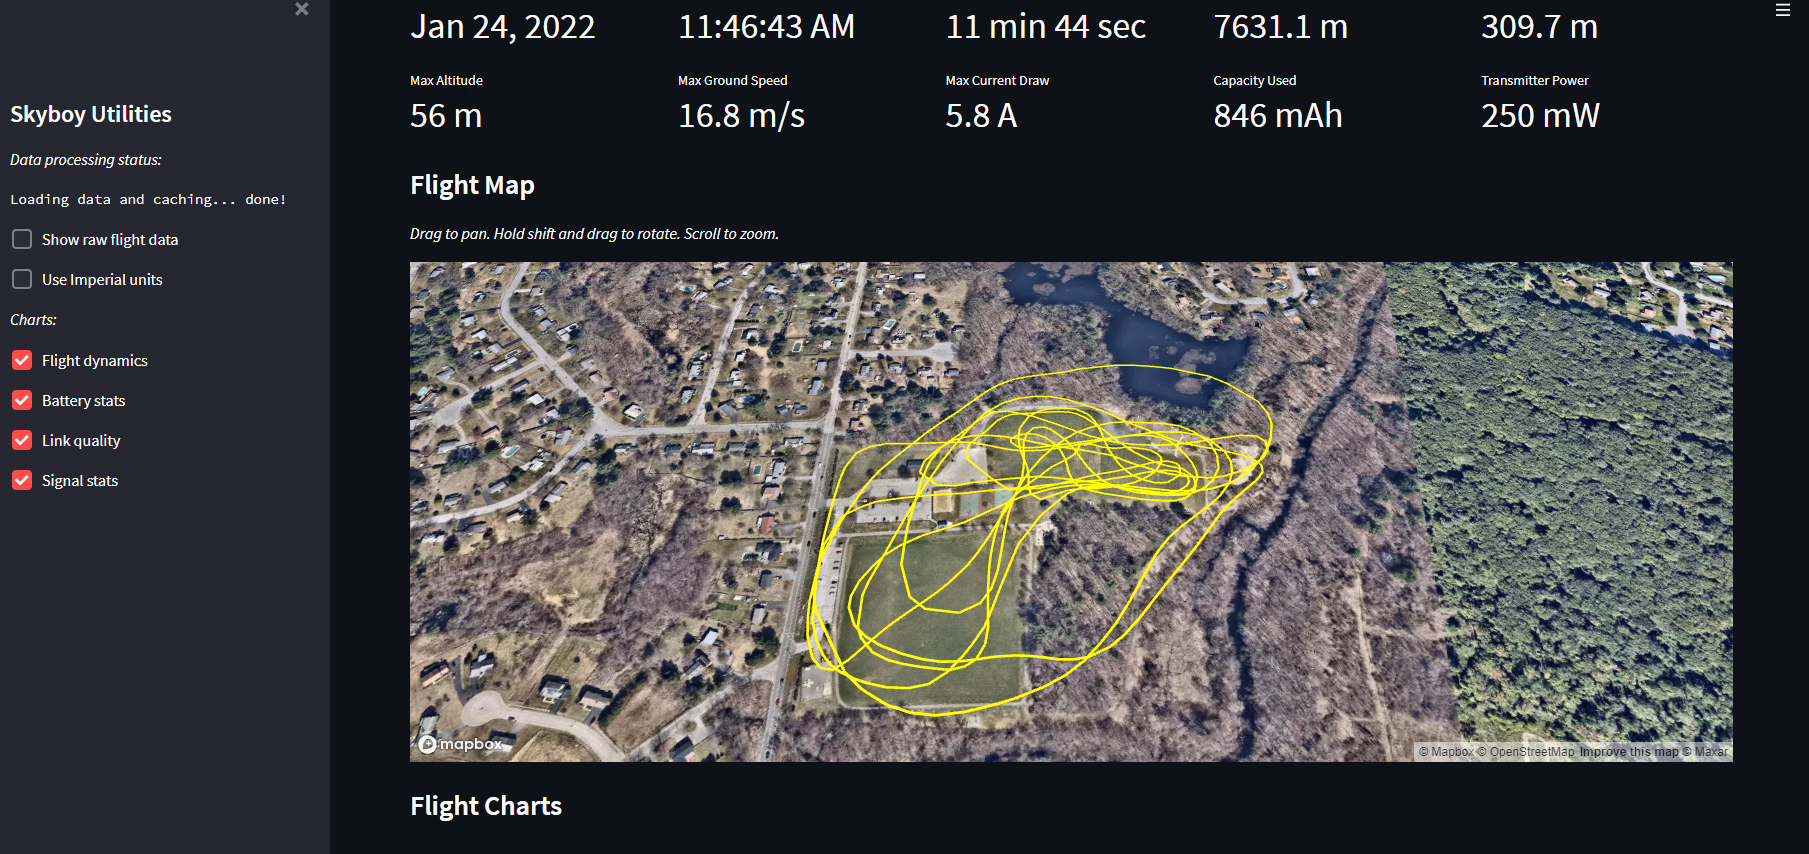 Jan 24, 2022
11:46:43 AM
11 min 44 sec
7631.1 m
309.7 m
Max Altitude
56 m
Max Ground Speed
16.8 m/s
Max Current Draw
5.8 A
Capacity Used
846 mAh
Transmitter Power
250 mW
Skyboy Utilities
Data processing status:
Loading data and caching... done!
Show raw flight data
Use Imperial units
Charts:
Flight dynamics
Battery stats
Link quality
Signal stats
Flight Map
Drag to pan. Hold shift and drag to rotate. Scroll to zoom.
mapbox
© Mapbox © OpenStreetMap Improve this map © Maxar
Flight Charts